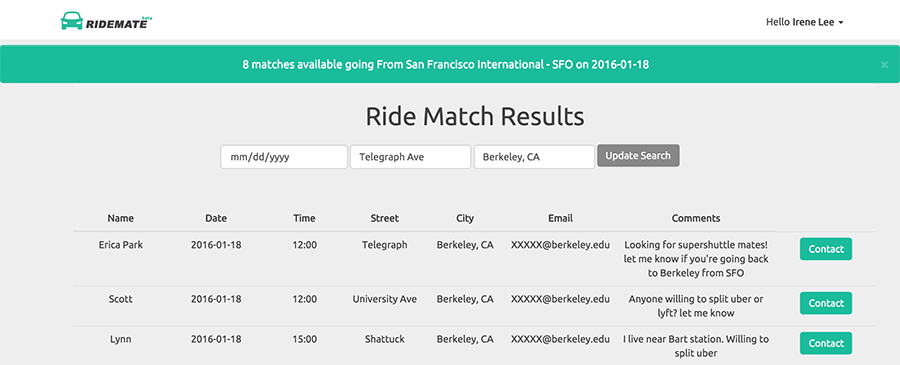 RIDEMATE beta
Hello Irene Lee
8 matches available going From San Francisco International - SFO on 2016-01-18
×
Ride Match Results
mm/dd/yyyy Telegraph Ave Berkeley, CA Update Search
Name Date Time Street City Email Comments
Erica Park 2016-01-18 12:00 Telegraph Berkeley, CA XXXXX@berkeley.edu Looking for supershuttle mates! Contact
let me know if you're going back
to Berkeley from SFO
Scott 2016-01-18 12:00 University Ave Berkeley, CA XXXXX@berkeley.edu Anyone willing to split uber or Contact
lyft? let me know
Lynn 2016-01-18 15:00 Shattuck Berkeley, CA XXXXX@berkeley.edu I live near Bart station. Willing to Contact
split uber